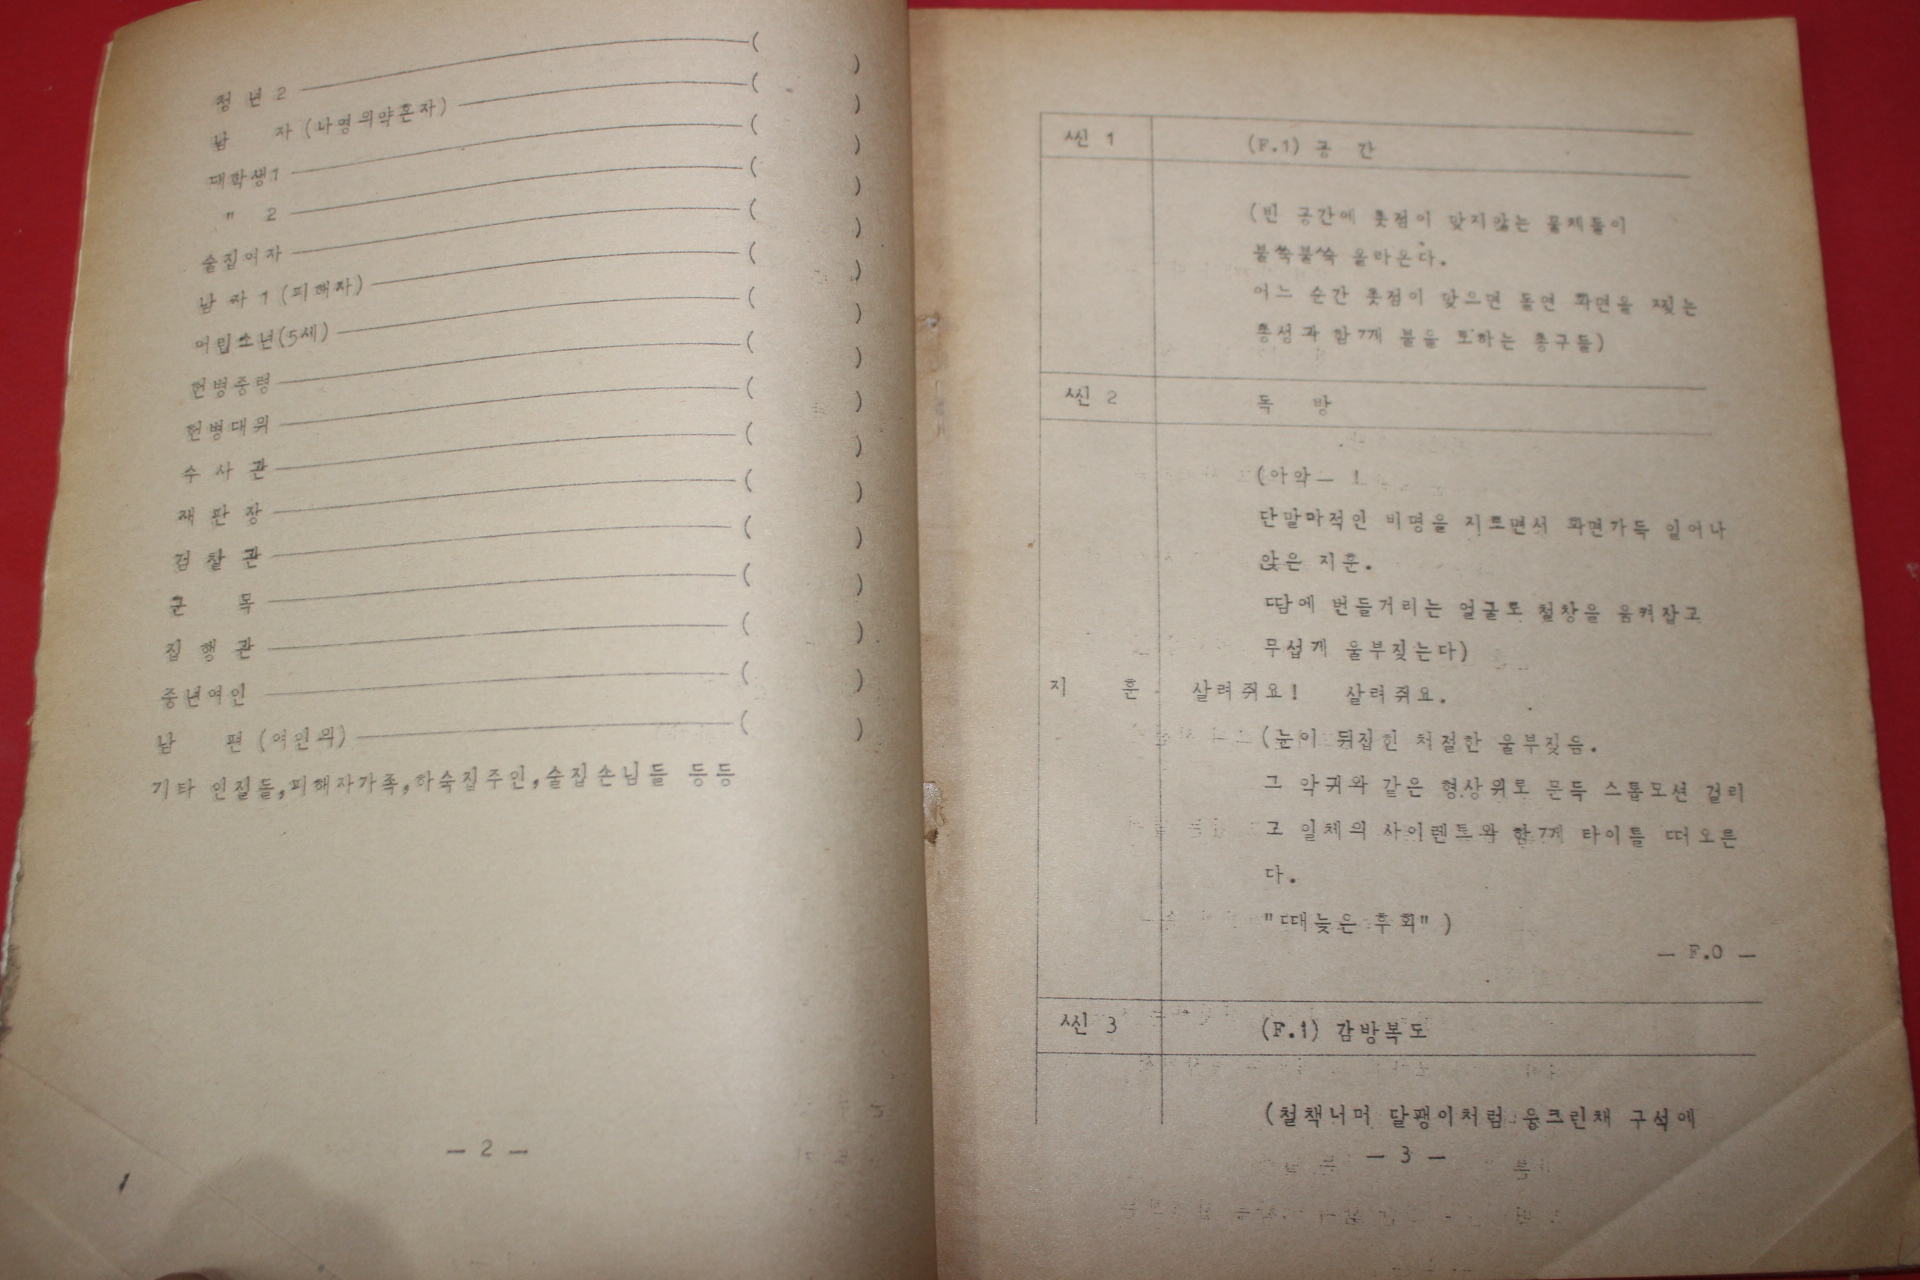 청 년 2 ( )
남 자 (나영의약혼자) ( )
대학생1 ( )
" 2 ( )
술집여자 ( )
남 자 1 (피해자) ( )
어린소년(5세) ( )
헌병중령 ( )
헌병대위 ( )
수 사 관 ( )
재 판 장 ( )
검 찰 관 ( )
군 목 ( )
집 행 관 ( )
중년여인 ( )
남 편 (여인의) ( )
기타 인질들,피해자가족,하숙집주인,술집손님들 등등
— 2 —
씬 1 (F.1) 공 간
(빈 공간에 촛점이 맞지않는 물체들이
불쑥불쑥 올라온다.
어느 순간 촛점이 맞으면 돌연 화면을 찢는
총성과 함께 불을 토하는 총구들)
씬 2 독 방
(아악— !
단말마적인 비명을 지르면서 화면가득 일어나
앉은 지훈.
땀에 번들거리는 얼굴로 철창을 움켜잡고
무섭게 울부짖는다)
지 훈 살려줘요! 살려줘요.
(눈이 뒤집힌 처절한 울부짖음.
그 악귀와 같은 형상위로 문득 스톱모션 걸리
고 일체의 사이렌트와 함께 타이틀 떠오른
다.
"때늦은 후회" )
— F.O —
씬 3 (F.1) 감방복도
(철책너머 달팽이처럼 웅크린채 구석에
— 3 —